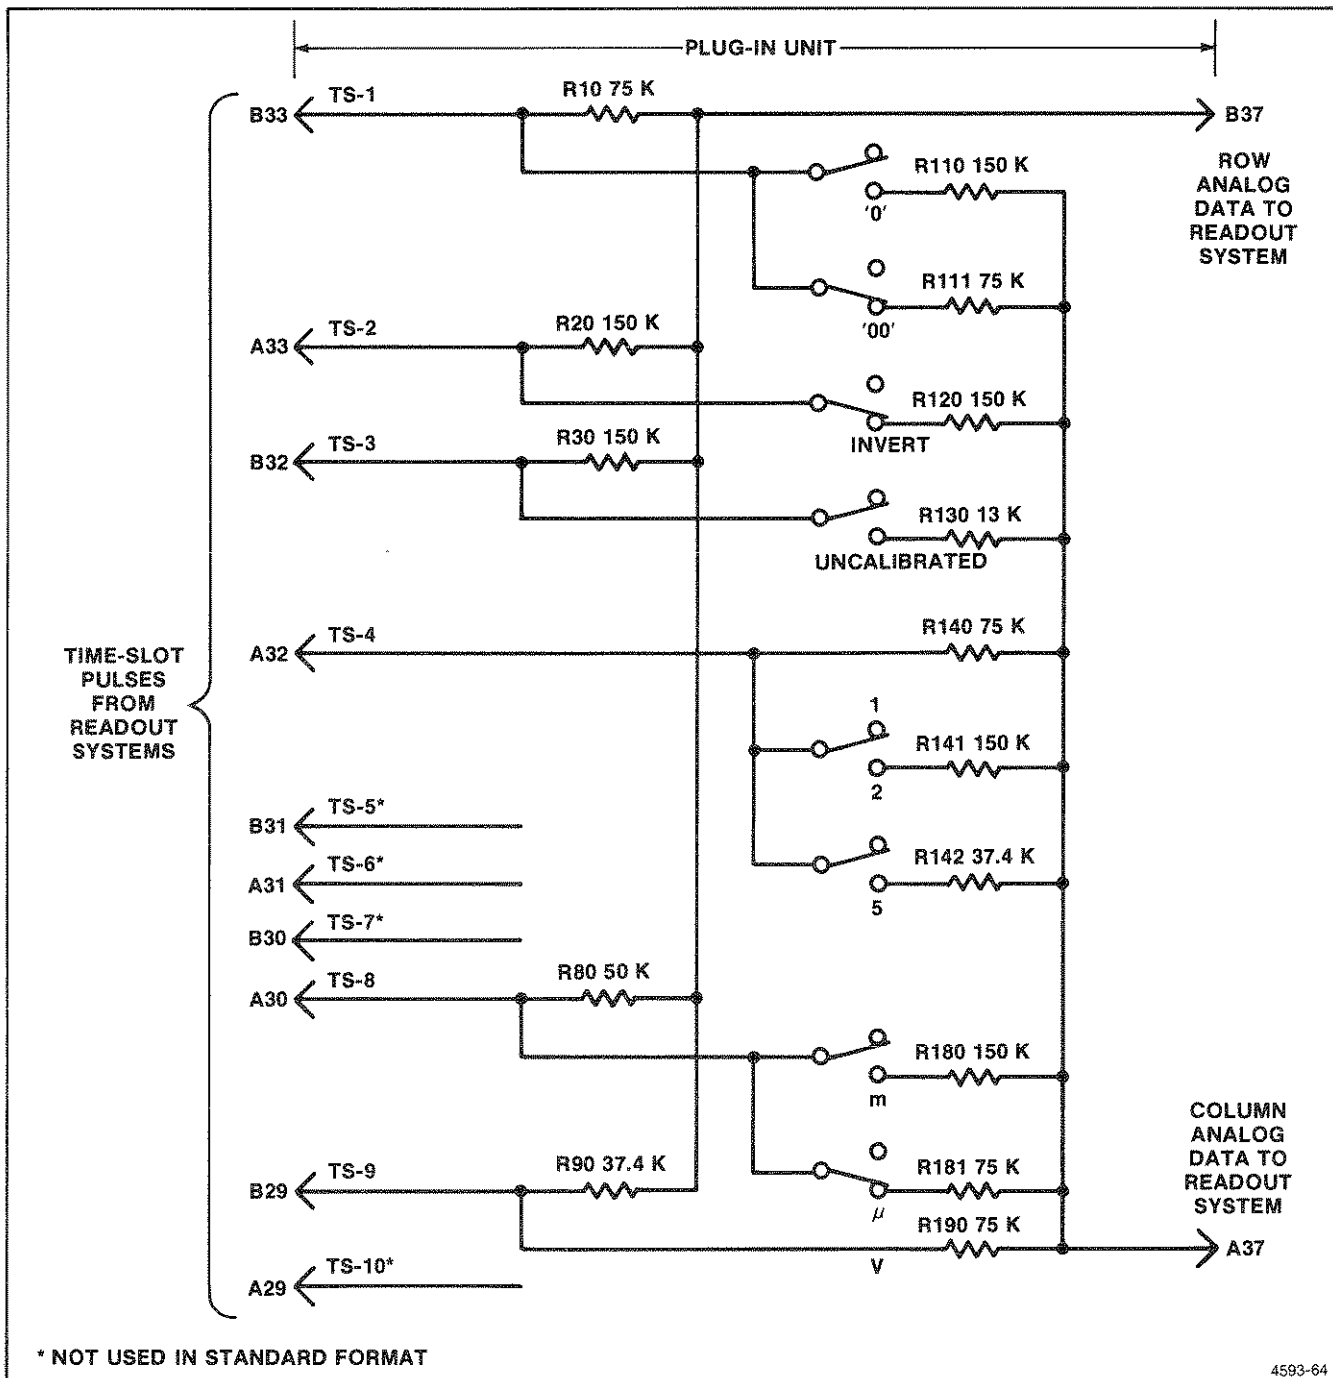 PLUG-IN UNIT
TS-1
R10 75 K
B33
B37
ROW
ANALOG
DATA TO
READOUT
SYSTEM
R110 150 K
'0'
R111 75 K
'00'
TS-2
R20 150 K
A33
R120 150 K
INVERT
TS-3
R30 150 K
B32
R130 13 K
UNCALIBRATED
TS-4
R140 75 K
A32
TIME-SLOT
PULSES
FROM
READOUT
SYSTEMS
1
R141 150 K
2
TS-5*
B31
R142 37.4 K
5
TS-6*
A31
TS-7*
B30
TS-8
R80 50 K
A30
R180 150 K
m
COLUMN
ANALOG
DATA TO
READOUT
SYSTEM
TS-9
R90 37.4 K
B29
R181 75 K
μ
R190 75 K
V
A37
TS-10*
A29
* NOT USED IN STANDARD FORMAT
4593-64